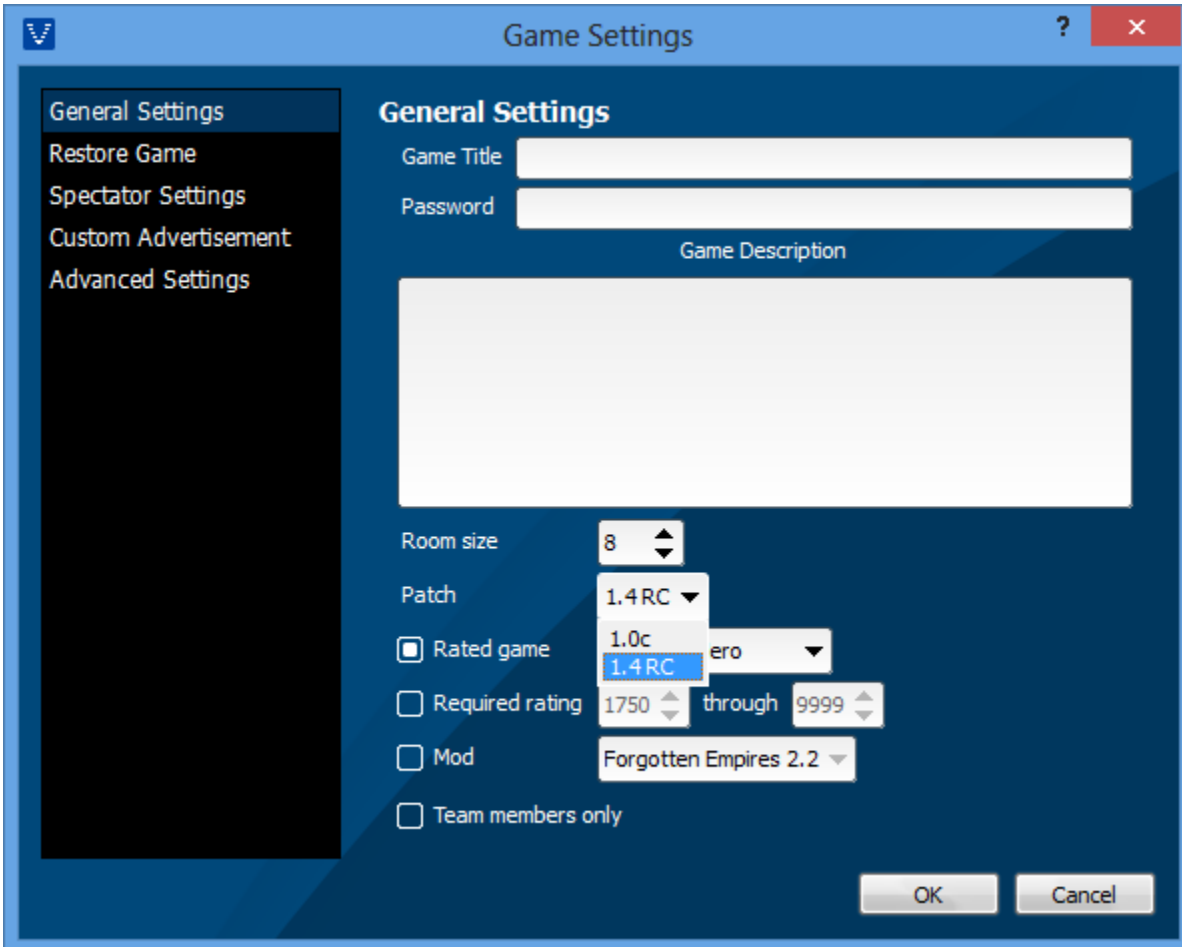 Game Settings
?
General Settings
Restore Game
Spectator Settings
Custom Advertisement
Advanced Settings
General Settings
Game Title
Password
Game Description
Room size 8
Patch 1.4 RC
1.0c
1.4 RC
Rated game ero
Required rating 1750 through 9999
Mod Forgotten Empires 2.2
Team members only
OK Cancel